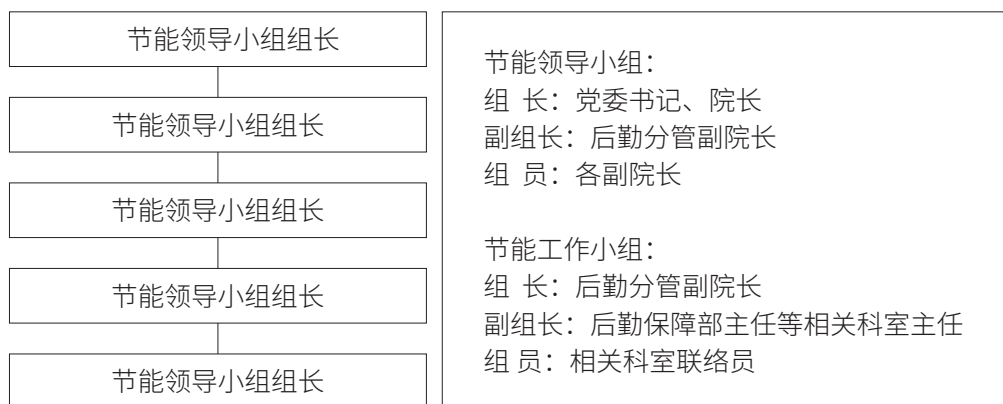 节能领导小组组长
节能领导小组组长
节能领导小组组长
节能领导小组组长
节能领导小组组长
节能领导小组：
组 长：党委书记、院长
副组长：后勤分管副院长
组 员：各副院长
节能工作小组：
组 长：后勤分管副院长
副组长：后勤保障部主任等相关科室主任
组 员：相关科室联络员